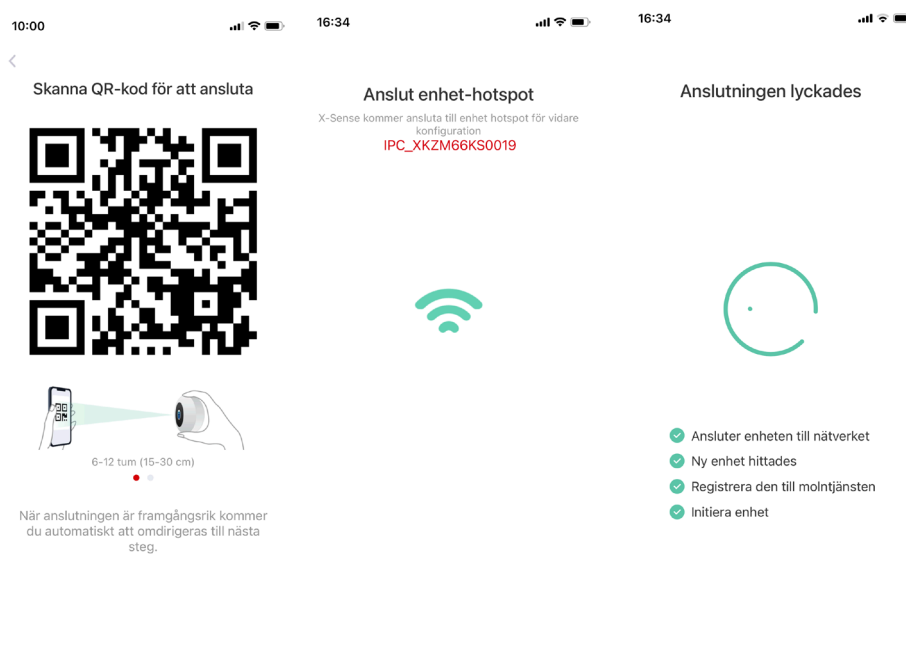 10:00
Skanna QR-kod för att ansluta
6-12 tum (15-30 cm)
När anslutningen är framgångsrik kommer
du automatiskt att omdirigeras till nästa
steg.
16:34
Anslut enhet-hotspot
X-Sense kommer ansluta till enhet hotspot för vidare
konfiguration
IPC_XKZM66KS0019
16:34
Anslutningen lyckades
Ansluter enheten till nätverket
Ny enhet hittades
Registrera den till molntjänsten
Initiera enhet